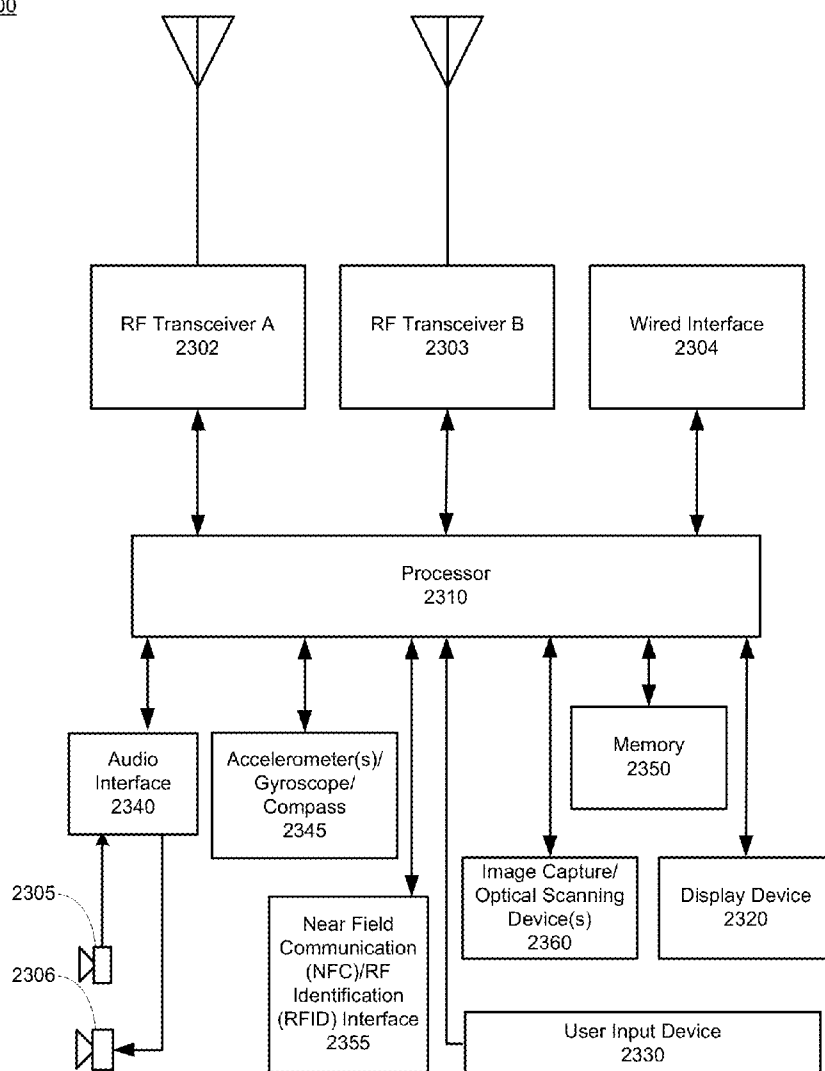 00
RF Transceiver A
2302
RF Transceiver B
2303
Wired Interface
2304
Processor
2310
Audio
Interface
2340
Accelerometer(s)/
Gyroscope/
Compass
2345
Memory
2350
Image Capture/
Optical Scanning
Device(s)
2360
Display Device
2320
2305
2306
Near Field
Communication
(NFC)/RF
Identification
(RFID) Interface
2355
User Input Device
2330